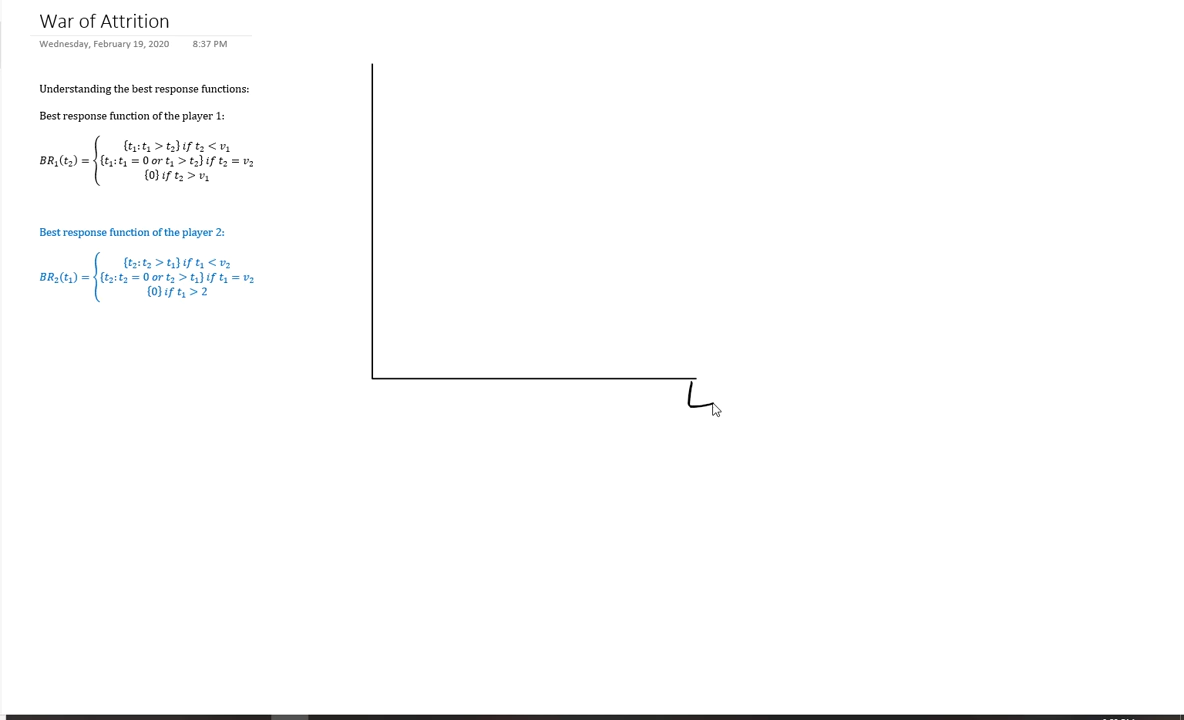 War of Attrition
Wednesday, February 19, 2020 8:37 PM
Understanding the best response functions:
Best response function of the player 1:
{t₁: t₁ > t₂} if t₂ < v₁
BR₁(t₂) = {t₁: t₁ = 0 or t₁ > t₂} if t₂ = v₂
{0} if t₂ > v₁
Best response function of the player 2:
{t₂: t₂ > t₁} if t₁ < v₂
BR₂(t₁) = {t₂: t₂ = 0 or t₂ > t₁} if t₁ = v₂
{0} if t₁ > 2